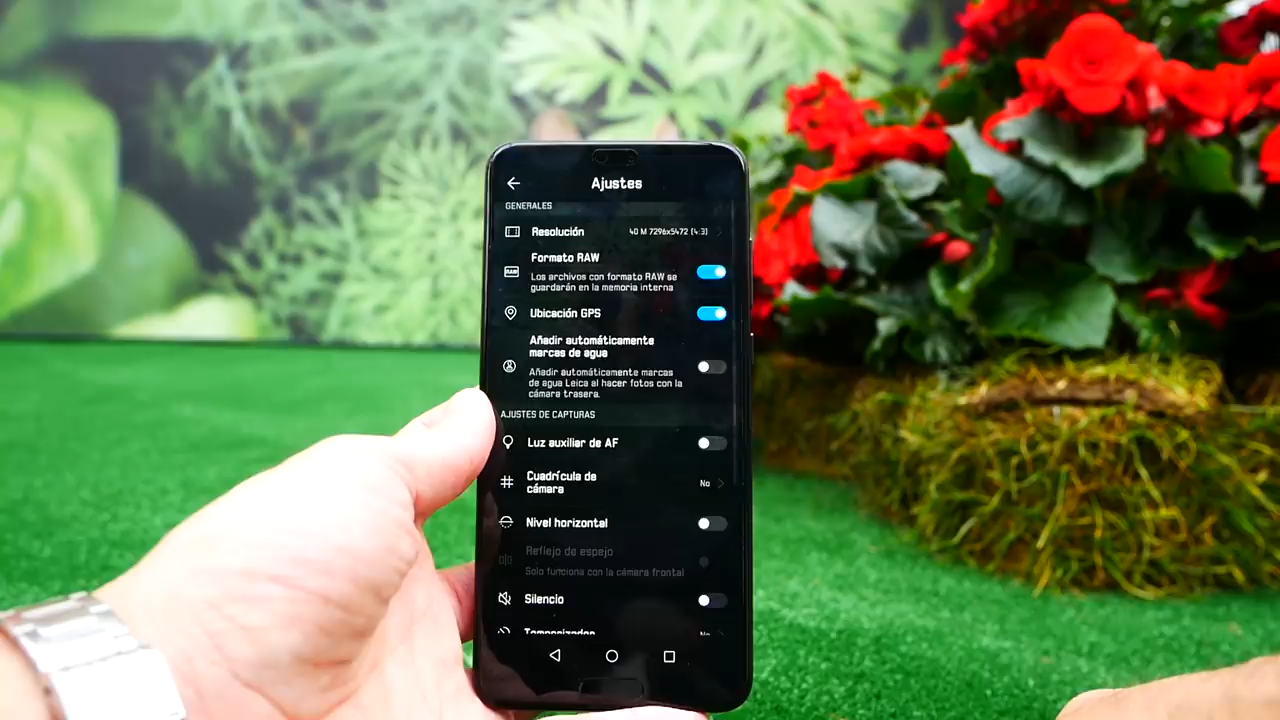 Ajustes
GENERALES
Resolución 40 M 7296x5472 (4:3)
Formato RAW
RAW
Los archivos con formato RAW se
guardarán en la memoria interna
Ubicación GPS
Añadir automáticamente
marcas de agua
Añadir automáticamente marcas
de agua Leica al hacer fotos con la
cámara trasera.
AJUSTES DE CAPTURAS
Luz auxiliar de AF
Cuadrícula de
cámara
No
Nivel horizontal
Reflejo de espejo
Solo funciona con la cámara frontal
Silencio
Temporizador No